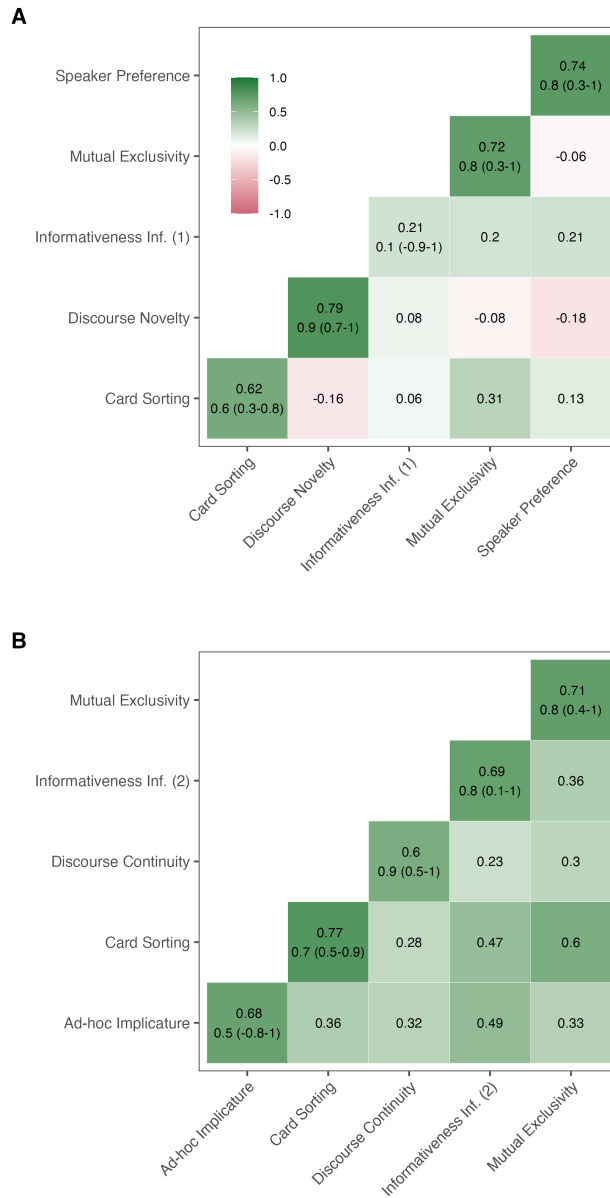 A
Speaker Preference
0.74
0.8 (0.3-1)
1.0
0.5
0.0
-0.5
-1.0
Mutual Exclusivity
0.72
0.8 (0.3-1)
-0.06
Informativeness Inf. (1)
0.21
0.1 (-0.9-1)
0.2
0.21
Discourse Novelty
0.79
0.9 (0.7-1)
0.08
-0.08
-0.18
Card Sorting
0.62
0.6 (0.3-0.8)
-0.16
0.06
0.31
0.13
Card Sorting
Discourse Novelty
Informativeness Inf. (1)
Mutual Exclusivity
Speaker Preference
B
Mutual Exclusivity
0.71
0.8 (0.4-1)
Informativeness Inf. (2)
0.69
0.8 (0.1-1)
0.36
Discourse Continuity
0.6
0.9 (0.5-1)
0.23
0.3
Card Sorting
0.77
0.7 (0.5-0.9)
0.28
0.47
0.6
Ad-hoc Implicature
0.68
0.5 (-0.8-1)
0.36
0.32
0.49
0.33
Ad-hoc Implicature
Card Sorting
Discourse Continuity
Informativeness Inf. (2)
Mutual Exclusivity